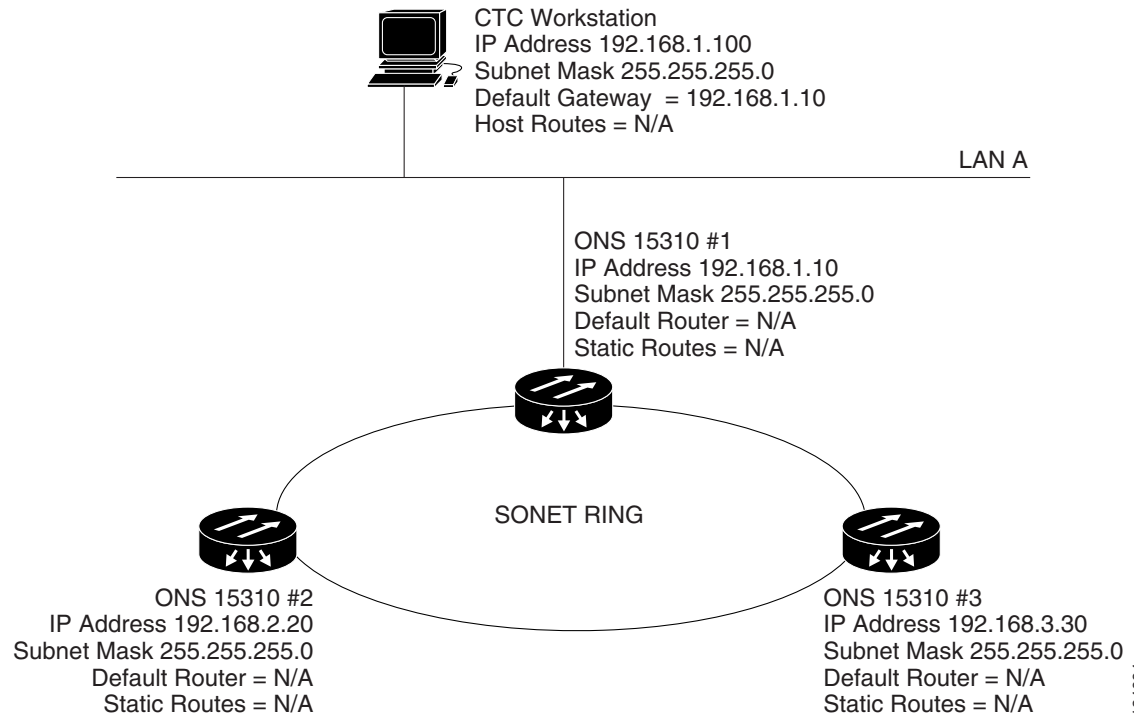 CTC Workstation
IP Address 192.168.1.100
Subnet Mask 255.255.255.0
Default Gateway = 192.168.1.10
Host Routes = N/A
LAN A
ONS 15310 #1
IP Address 192.168.1.10
Subnet Mask 255.255.255.0
Default Router = N/A
Static Routes = N/A
SONET RING
ONS 15310 #2
IP Address 192.168.2.20
Subnet Mask 255.255.255.0
Default Router = N/A
Static Routes = N/A
ONS 15310 #3
IP Address 192.168.3.30
Subnet Mask 255.255.255.0
Default Router = N/A
Static Routes = N/A